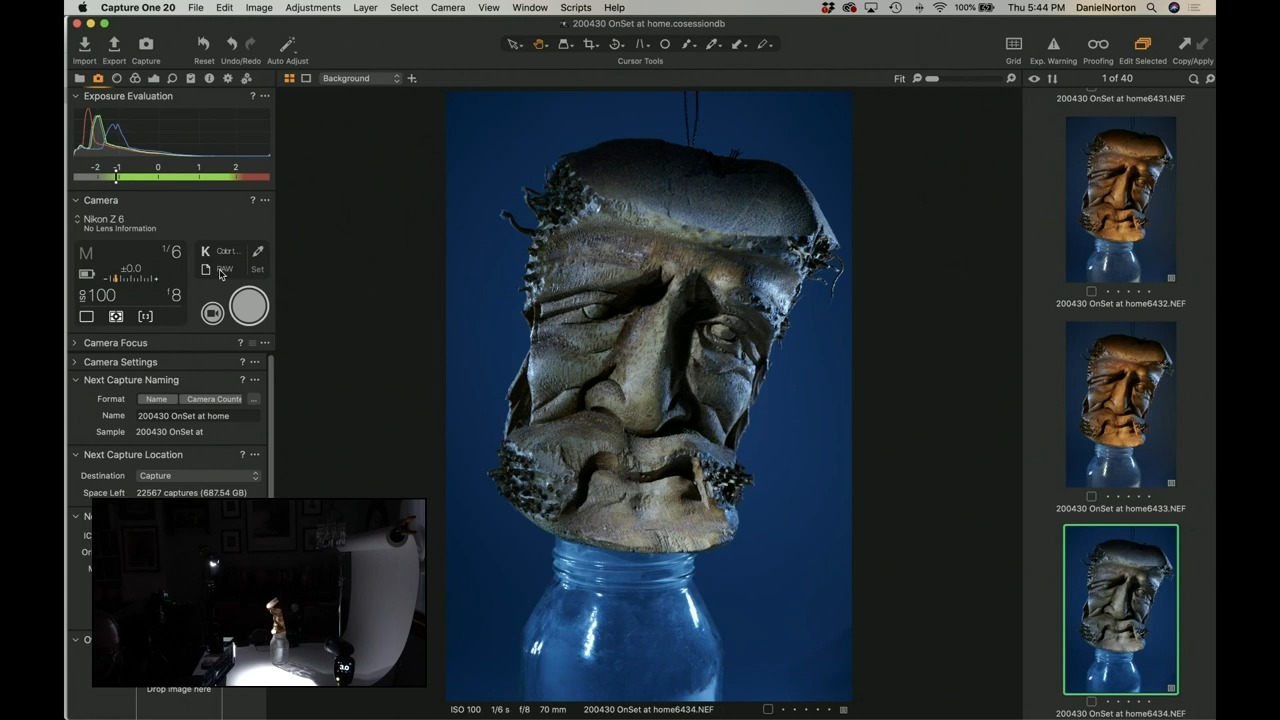 Capture One 20 File Edit Image Adjustments Layer Select Camera View Window Scripts Help 100% Thu 5:44 PM DanielNorton
200430 OnSet at home.cosessiondb
Import Export Capture Reset Undo/Redo Auto Adjust Cursor Tools Grid Exp. Warning Proofing Edit Selected Copy/Apply
Background Fit 1 of 40
Exposure Evaluation ? ...
-2 -1 0 1 2
Camera ? ...
Nikon Z 6
No Lens Information
M 1/6 K Color t...
±0.0 RAW Set
ISO 100 f8
Camera Focus ? ...
Camera Settings ? ...
Next Capture Naming ? ...
Format Name Camera Counte ...
Name 200430 OnSet at home
Sample 200430 OnSet at
Next Capture Location ? ...
Destination Capture
Space Left 22567 captures (687.54 GB)
3.0
Drop image here
ISO 100 1/6 s f/8 70 mm 200430 OnSet at home6434.NEF
200430 OnSet at home6431.NEF
200430 OnSet at home6432.NEF
200430 OnSet at home6433.NEF
200430 OnSet at home6434.NEF